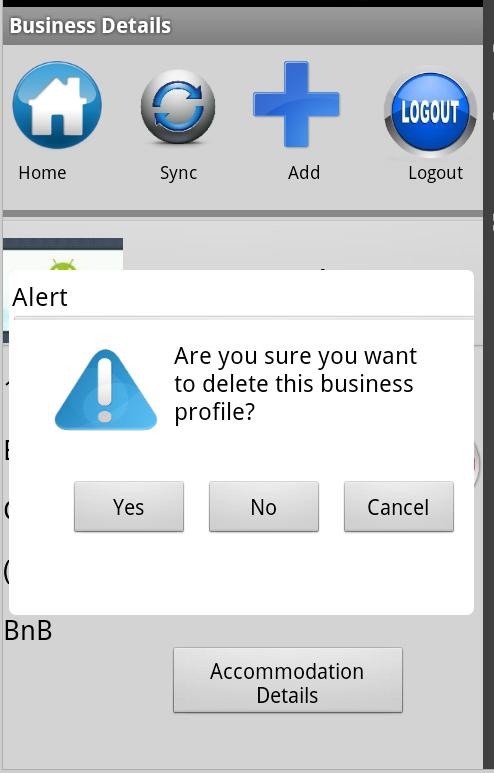 Business Details
Home
Sync
Add
LOGOUT
Logout
Alert
Are you sure you want
to delete this business
profile?
Yes
No
Cancel
BnB
Accommodation
Details